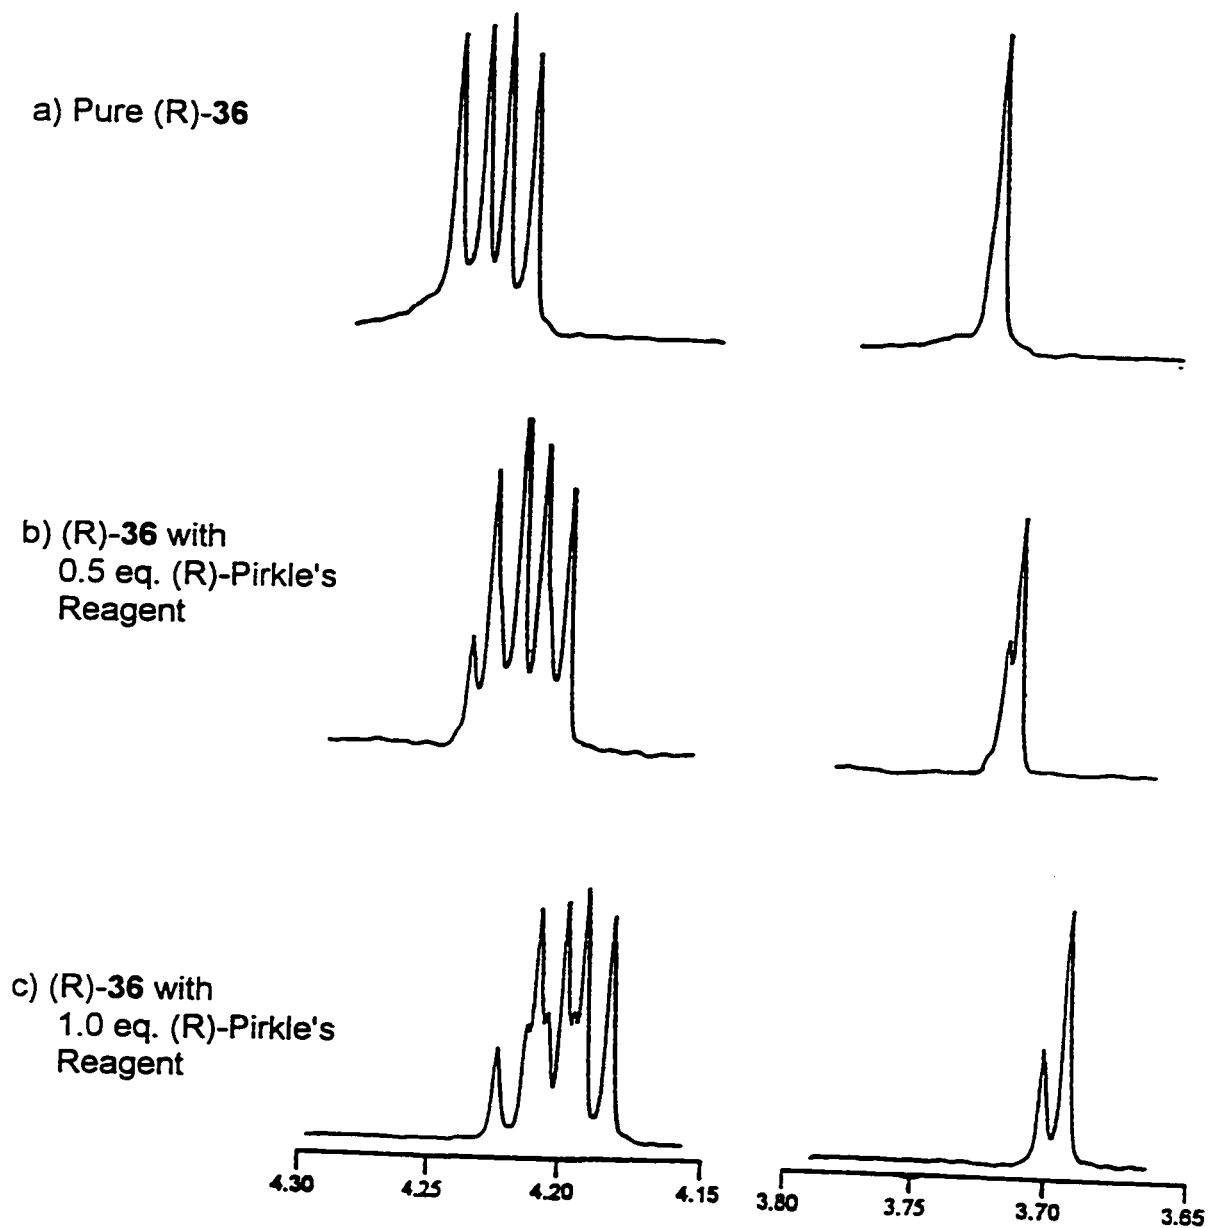 a) Pure (R)-36
b) (R)-36 with
0.5 eq. (R)-Pirkle's
Reagent
c) (R)-36 with
1.0 eq. (R)-Pirkle's
Reagent
4.30 4.25 4.20 4.15 3.80 3.75 3.70 3.65